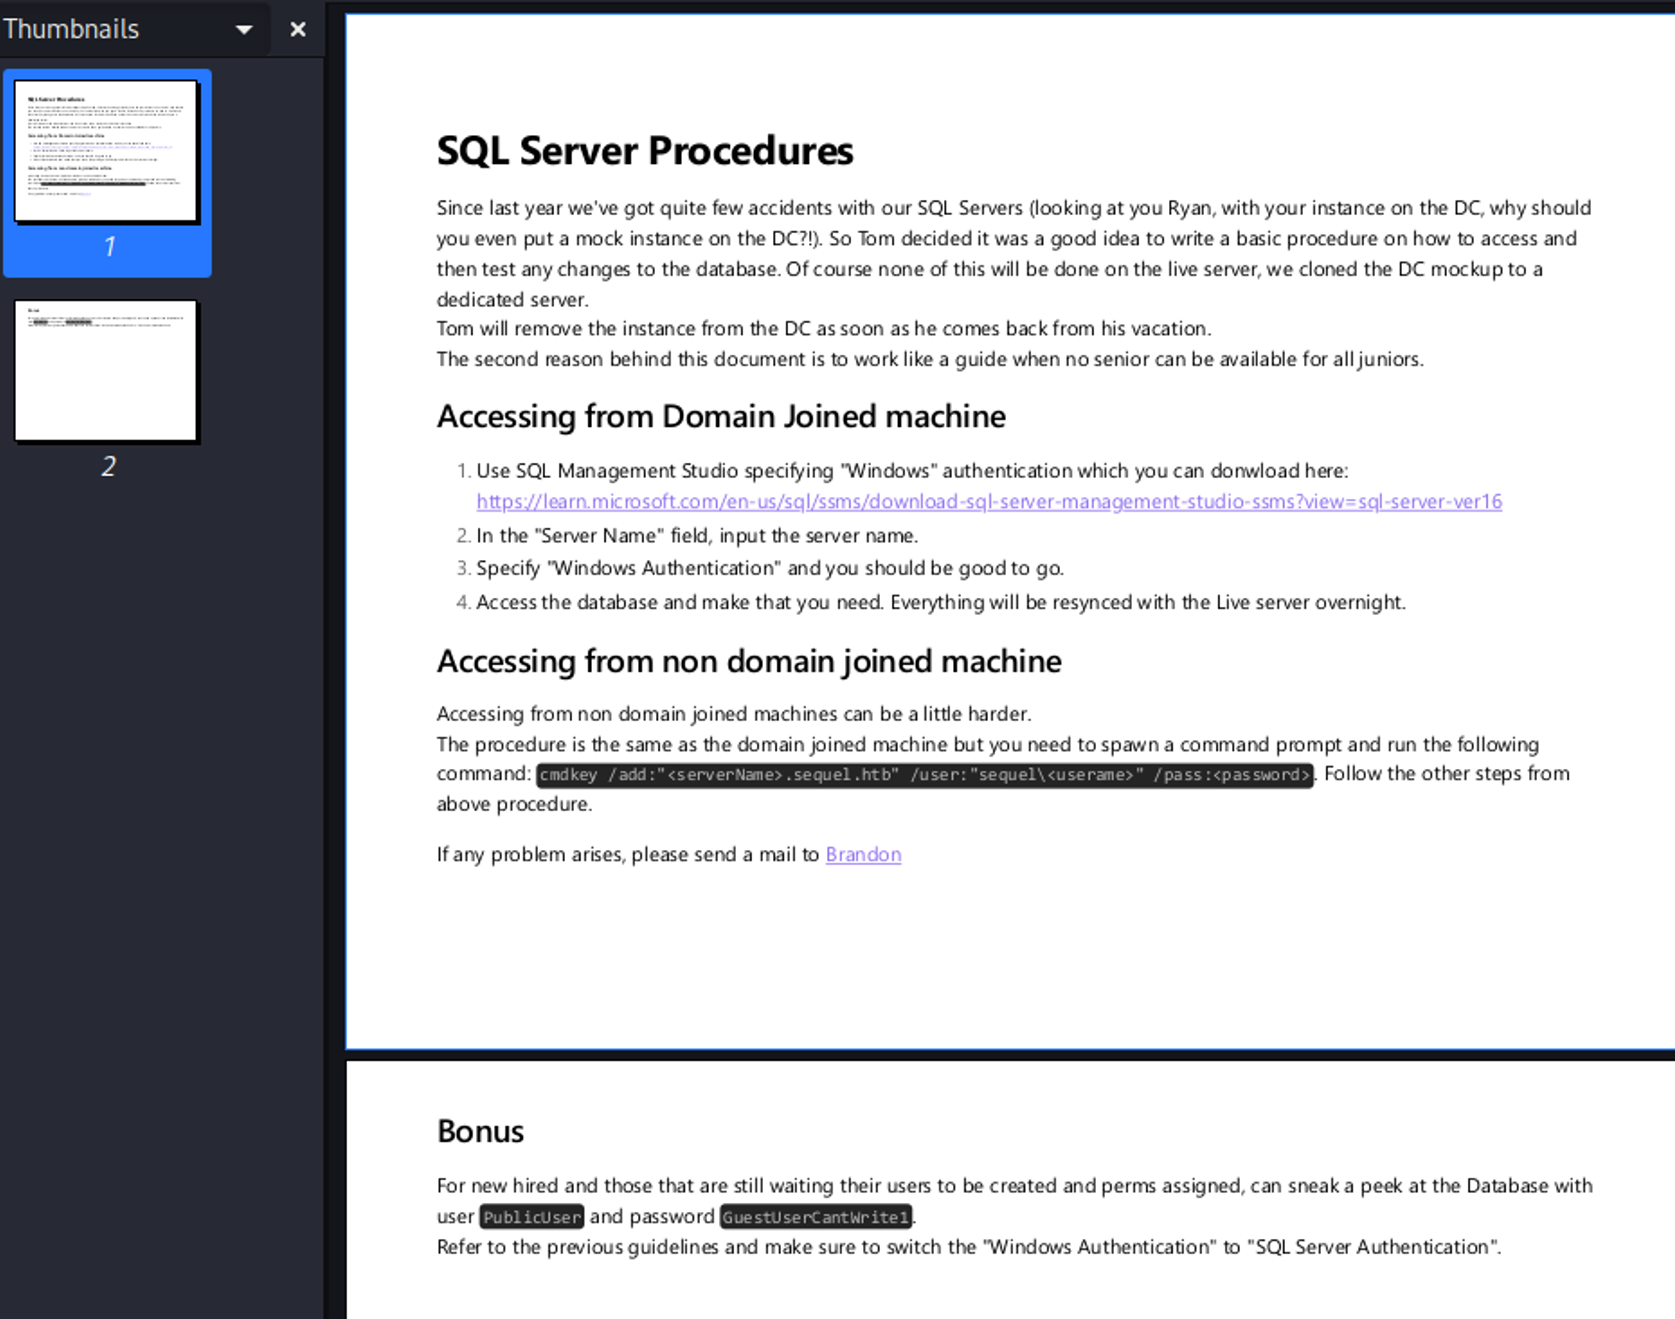 Thumbnails
1
2
SQL Server Procedures
Since last year we've got quite few accidents with our SQL Servers (looking at you Ryan, with your instance on the DC, why should
you even put a mock instance on the DC?!). So Tom decided it was a good idea to write a basic procedure on how to access and
then test any changes to the database. Of course none of this will be done on the live server, we cloned the DC mockup to a
dedicated server.
Tom will remove the instance from the DC as soon as he comes back from his vacation.
The second reason behind this document is to work like a guide when no senior can be available for all juniors.
Accessing from Domain Joined machine
1. Use SQL Management Studio specifying "Windows" authentication which you can donwload here:
https://learn.microsoft.com/en-us/sql/ssms/download-sql-server-management-studio-ssms?view=sql-server-ver16
2. In the "Server Name" field, input the server name.
3. Specify "Windows Authentication" and you should be good to go.
4. Access the database and make that you need. Everything will be resynced with the Live server overnight.
Accessing from non domain joined machine
Accessing from non domain joined machines can be a little harder.
The procedure is the same as the domain joined machine but you need to spawn a command prompt and run the following
command: cmdkey /add:"<serverName>.sequel.htb" /user:"sequel\<userame>" /pass:<password>. Follow the other steps from
above procedure.
If any problem arises, please send a mail to Brandon
Bonus
For new hired and those that are still waiting their users to be created and perms assigned, can sneak a peek at the Database with
user PublicUser and password GuestUserCantWrite1.
Refer to the previous guidelines and make sure to switch the "Windows Authentication" to "SQL Server Authentication".